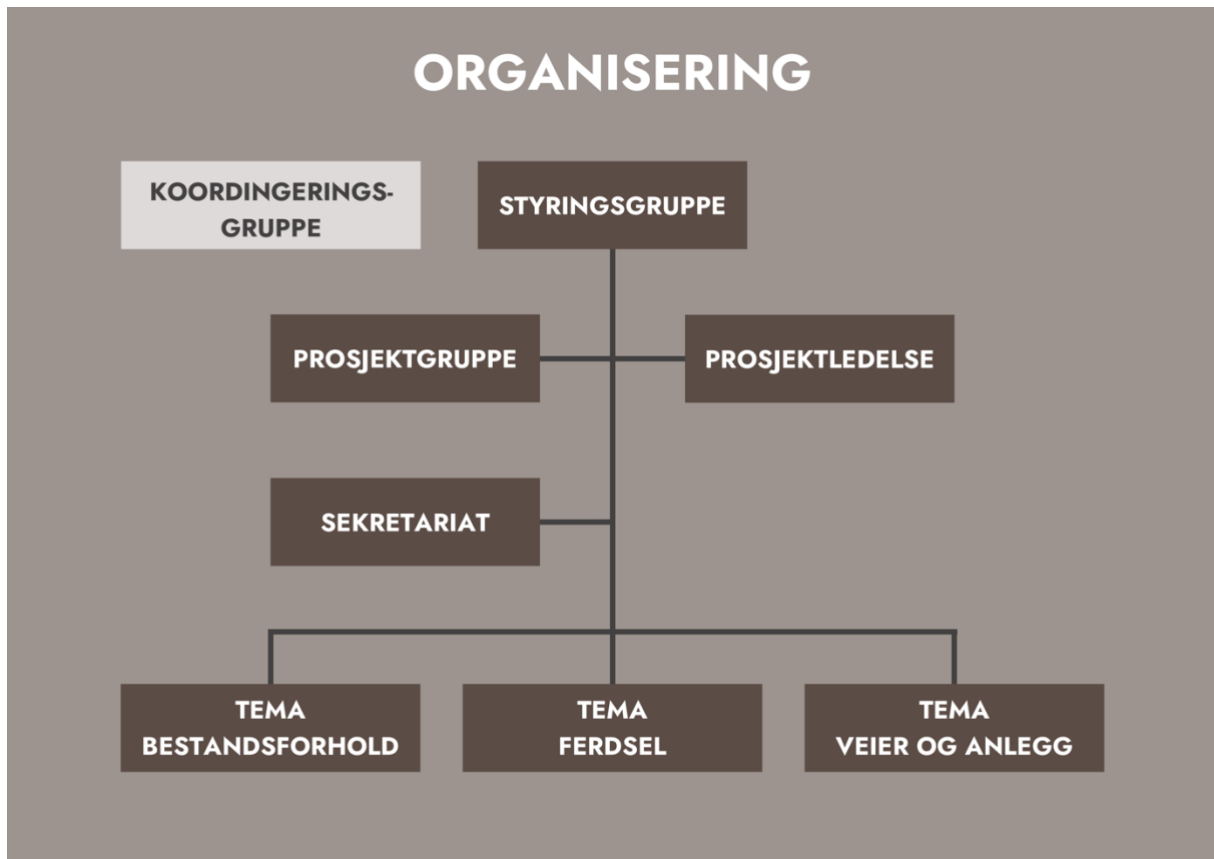 ORGANISERING
KOORDINGERINGS-
GRUPPE
STYRINGSGRUPPE
PROSJEKTGRUPPE
PROSJEKTLEDELSE
SEKRETARIAT
TEMA
BESTANDSFORHOLD
TEMA
FERDSEL
TEMA
VEIER OG ANLEGG